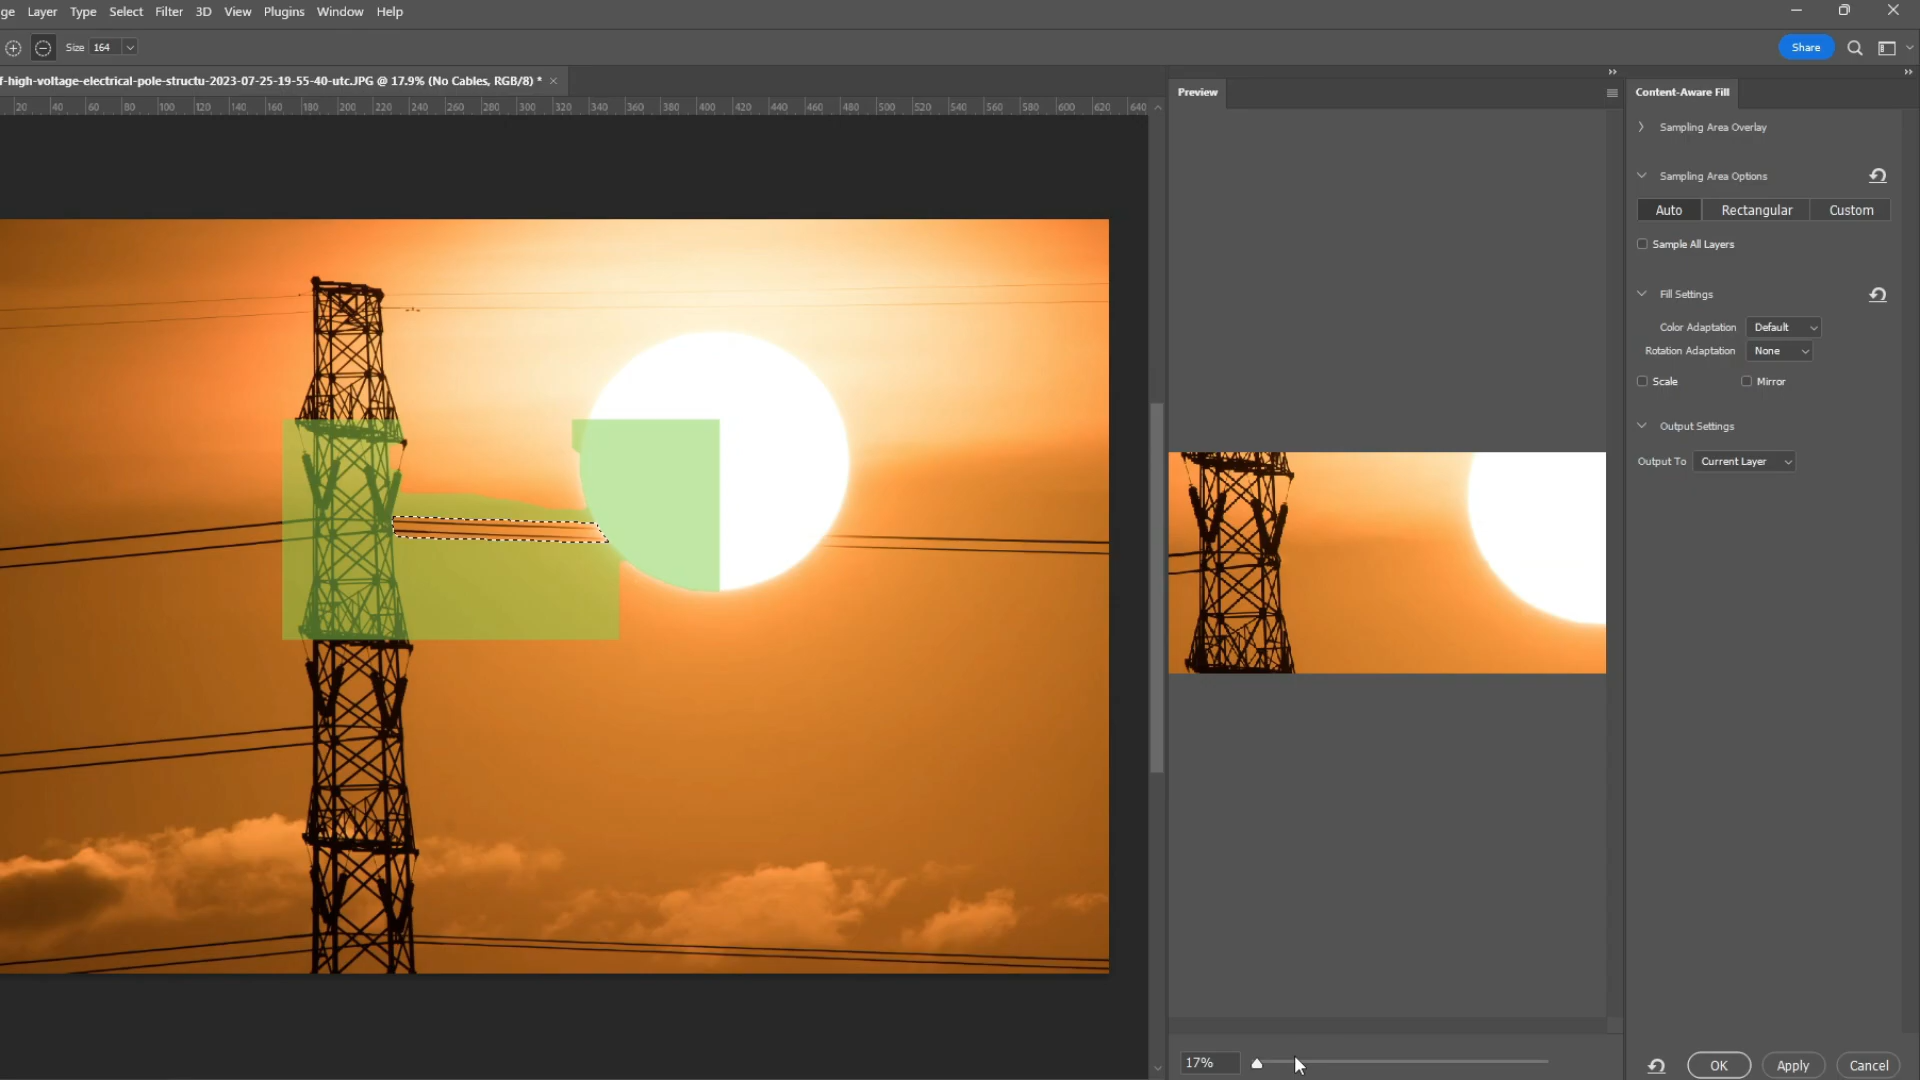 ge Layer Type Select Filter 3D View Plugins Window Help
Size 164
Share
f-high-voltage-electrical-pole-structu-2023-07-25-19-55-40-utc.JPG @ 17.9% (No Cables, RGB/8) *
20 40 60 80 100 120 140 160 180 200 220 240 260 280 300 320 340 360 380 400 420 440 460 480 500 520 540 560 580 600 620 640
Preview
Content-Aware Fill
Sampling Area Overlay
Sampling Area Options
Auto Rectangular Custom
Sample All Layers
Fill Settings
Color Adaptation Default
Rotation Adaptation None
Scale Mirror
Output Settings
Output To Current Layer
17%
OK Apply Cancel